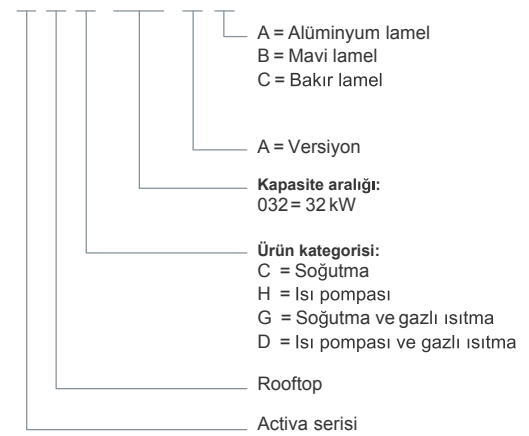 A = Alüminyum lamel
B = Mavi lamel
C = Bakır lamel
A = Versiyon
Kapasite aralığı:
032 = 32 kW
Ürün kategorisi:
C = Soğutma
H = Isı pompası
G = Soğutma ve gazlı ısıtma
D = Isı pompası ve gazlı ısıtma
Rooftop
Activa serisi